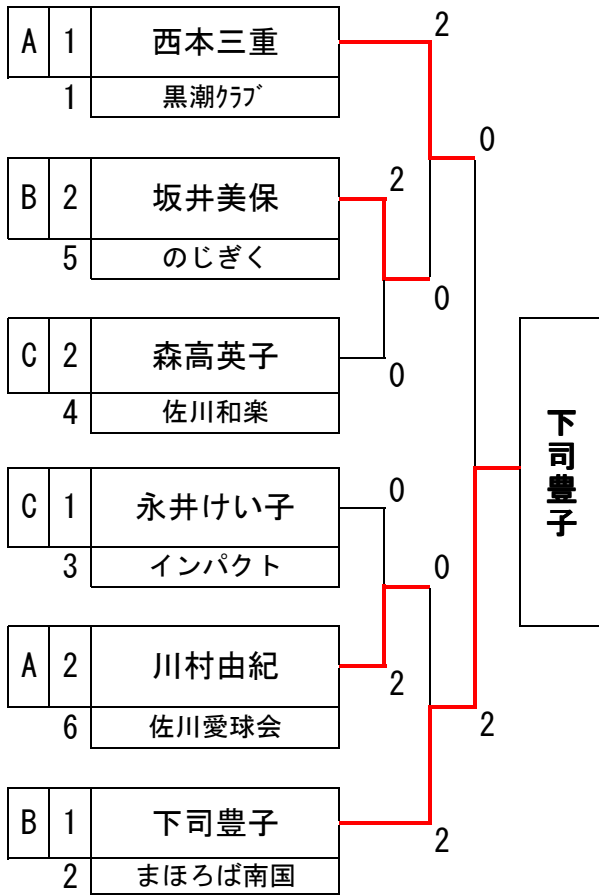 A 1 西本三重 2
1 黒潮ｸﾗﾌﾞ
0
B 2 坂井美保 2
5 のじぎく
0
C 2 森高英子 0
4 佐川和楽
下司豊子
C 1 永井けい子 0
3 インパクト
0
A 2 川村由紀 2
6 佐川愛球会
2
B 1 下司豊子 2
2 まほろば南国